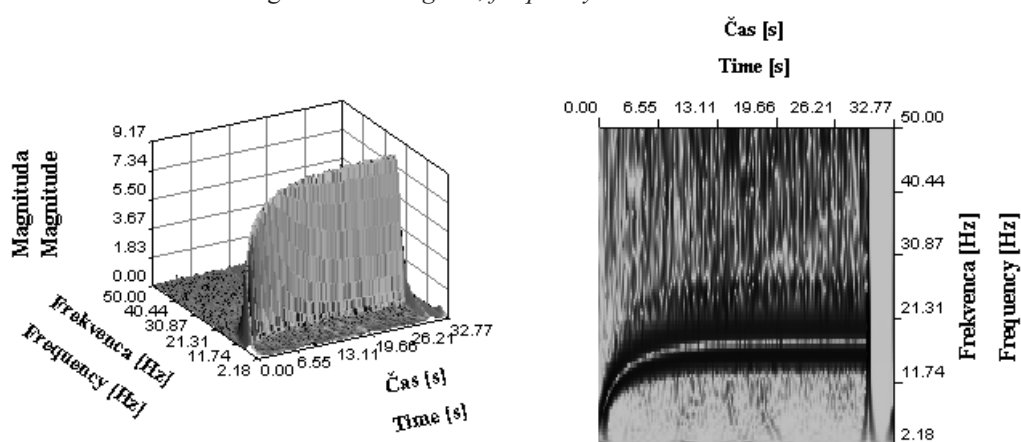 Magnituda
Magnitude
9.17
7.34
5.50
3.67
1.83
0.00
50.00
40.44
30.87
21.31
11.74
2.18
Frekvenca [Hz]
Frequency [Hz]
0.00
6.55
13.11
19.66
26.21
32.77
Čas [s]
Time [s]
Čas [s]
Time [s]
0.00 6.55 13.11 19.66 26.21 32.77
50.00
40.44
30.87
21.31
11.74
2.18
Frekvenca [Hz]
Frequency [Hz]